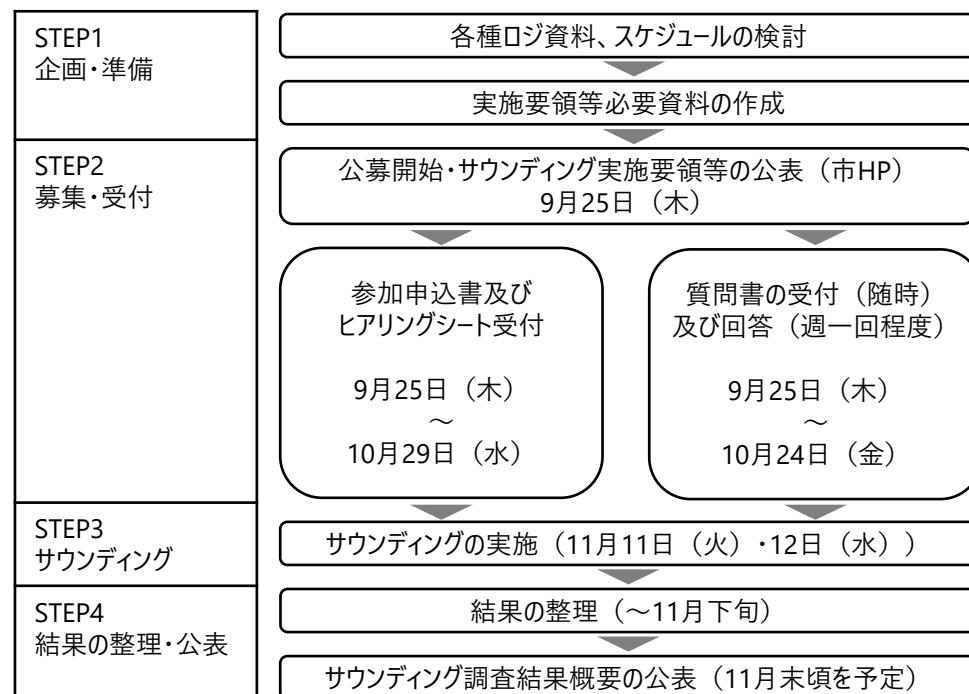 STEP1
企画・準備
各種ロジ資料、スケジュールの検討
実施要領等必要資料の作成
STEP2
募集・受付
公募開始・サウンディング実施要領等の公表（市HP）
9月25日（木）
参加申込書及び
ヒアリングシート受付
9月25日（木）
～
10月29日（水）
質問書の受付（随時）
及び回答（週一回程度）
9月25日（木）
～
10月24日（金）
STEP3
サウンディング
サウンディングの実施（11月11日（火）・12日（水））
STEP4
結果の整理・公表
結果の整理（～11月下旬）
サウンディング調査結果概要の公表（11月末頃を予定）